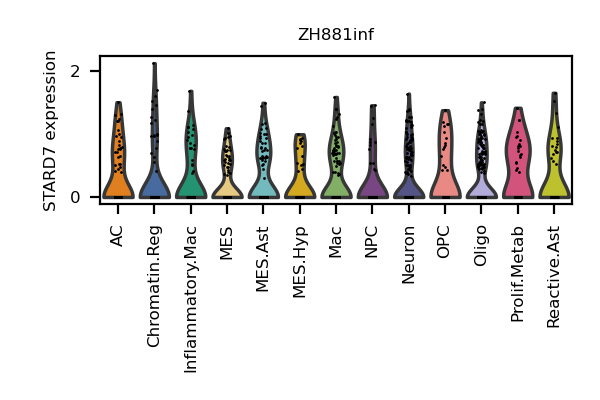 ZH881inf
STARD7 expression
2
0
AC
Chromatin.Reg
Inflammatory.Mac
MES
MES.Ast
MES.Hyp
Mac
NPC
Neuron
OPC
Oligo
Prolif.Metab
Reactive.Ast